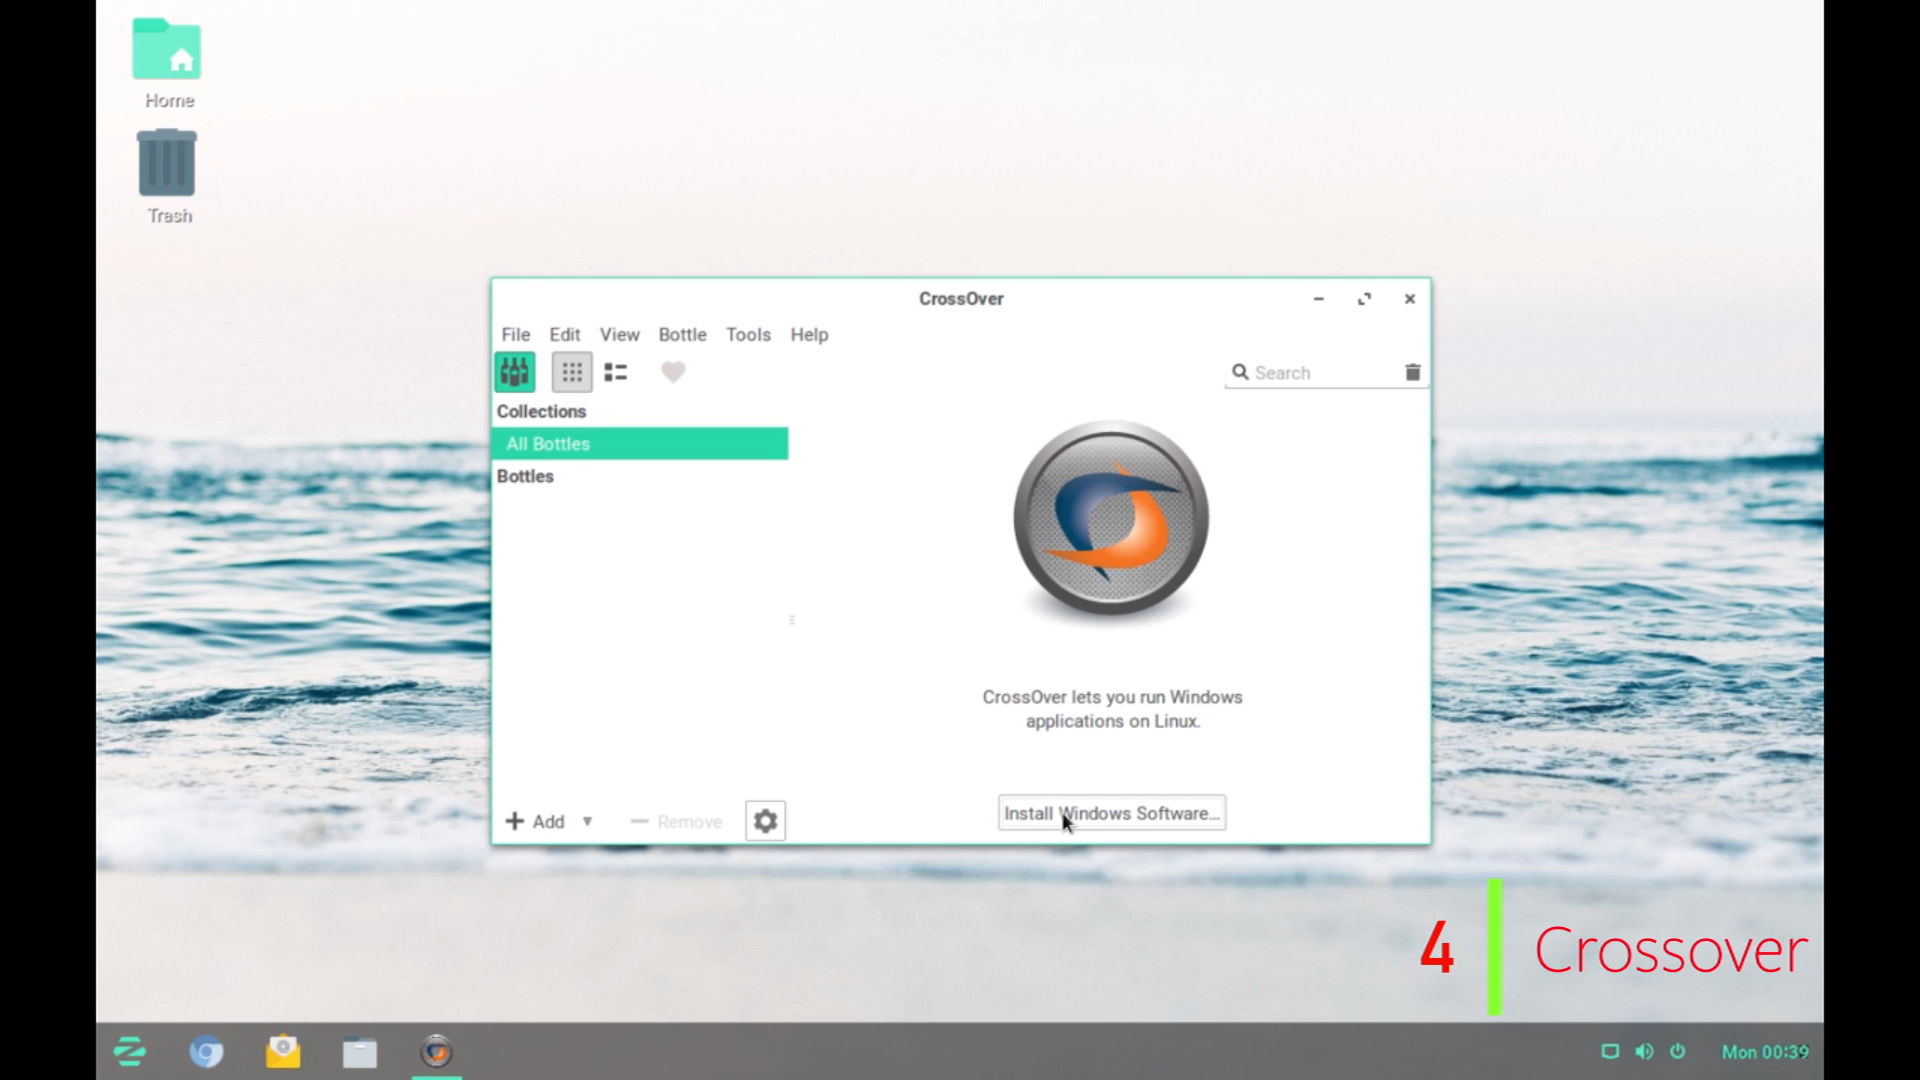 Home
Trash
CrossOver
File Edit View Bottle Tools Help
Search
Collections
All Bottles
Bottles
CrossOver lets you run Windows
applications on Linux.
Add Remove
Install Windows Software...
4 Crossover
Mon 00:39